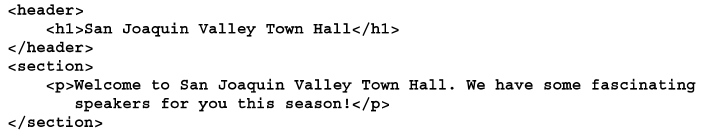 <header>
    <h1>San Joaquin Valley Town Hall</h1>
</header>
<section>
    <p>Welcome to San Joaquin Valley Town Hall. We have some fascinating
       speakers for you this season!</p>
</section>